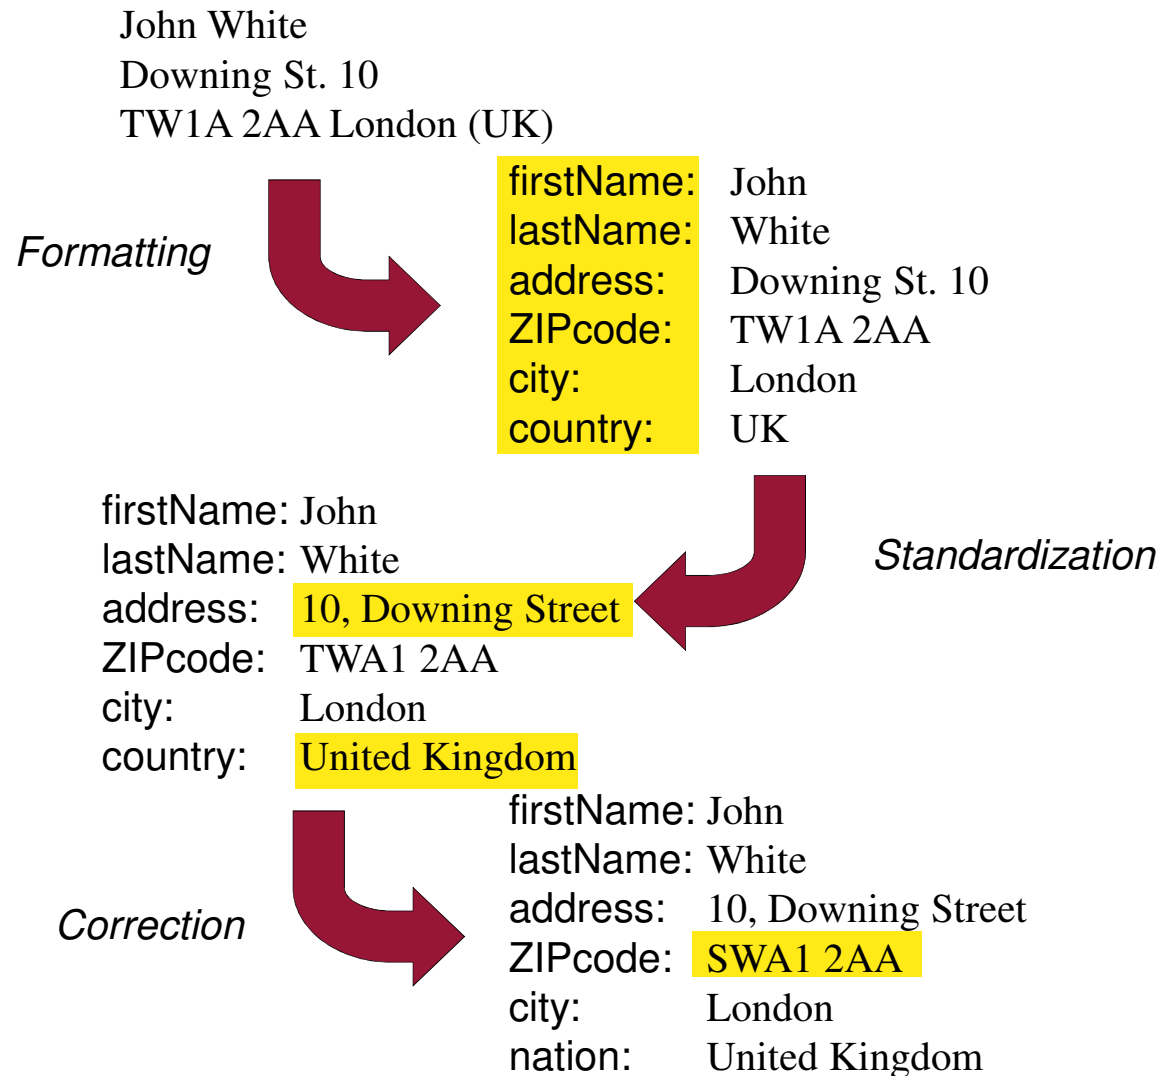 John White
Downing St. 10
TW1A 2AA London (UK)
Formatting
firstName: John
lastName: White
address: Downing St. 10
ZIPcode: TW1A 2AA
city: London
country: UK
Standardization
firstName: John
lastName: White
address: 10, Downing Street
ZIPcode: TWA1 2AA
city: London
country: United Kingdom
Correction
firstName: John
lastName: White
address: 10, Downing Street
ZIPcode: SWA1 2AA
city: London
nation: United Kingdom